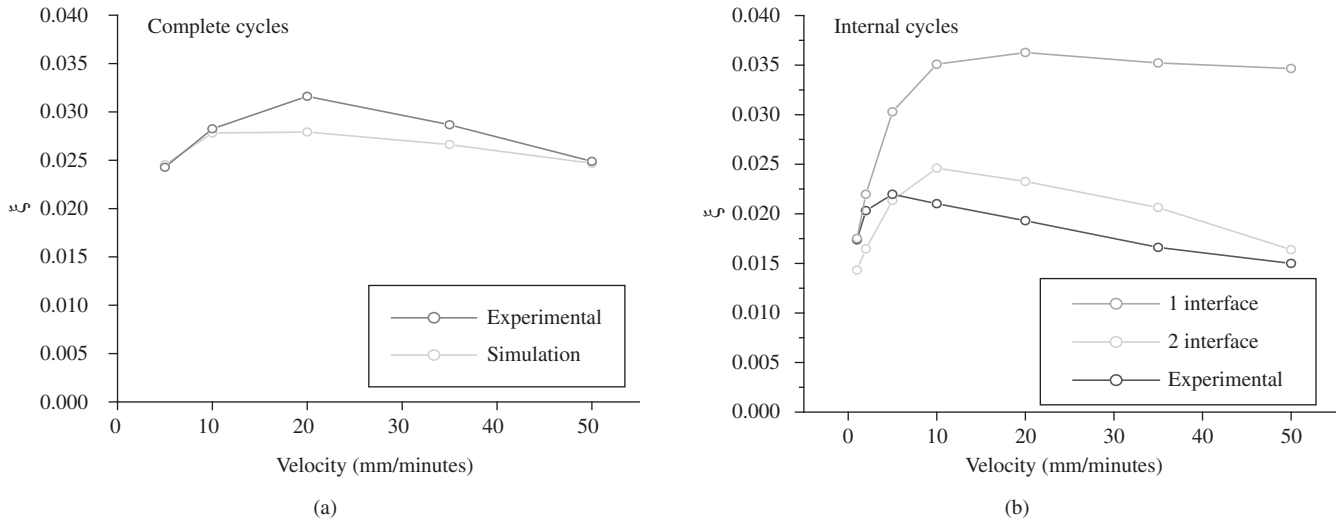 Complete cycles
0.040
0.035
0.030
0.025
0.020
0.015
0.010
0.005
0.000
ξ
0 10 20 30 40 50
Velocity (mm/minutes)
Experimental
Simulation
(a)
Internal cycles
0.040
0.035
0.030
0.025
0.020
0.015
0.010
0.005
0.000
ξ
0 10 20 30 40 50
Velocity (mm/minutes)
1 interface
2 interface
Experimental
(b)